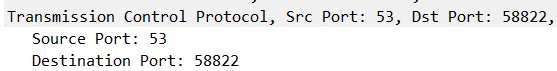 Transmission Control Protocol, Src Port: 53, Dst Port: 58822,
Source Port: 53
Destination Port: 58822